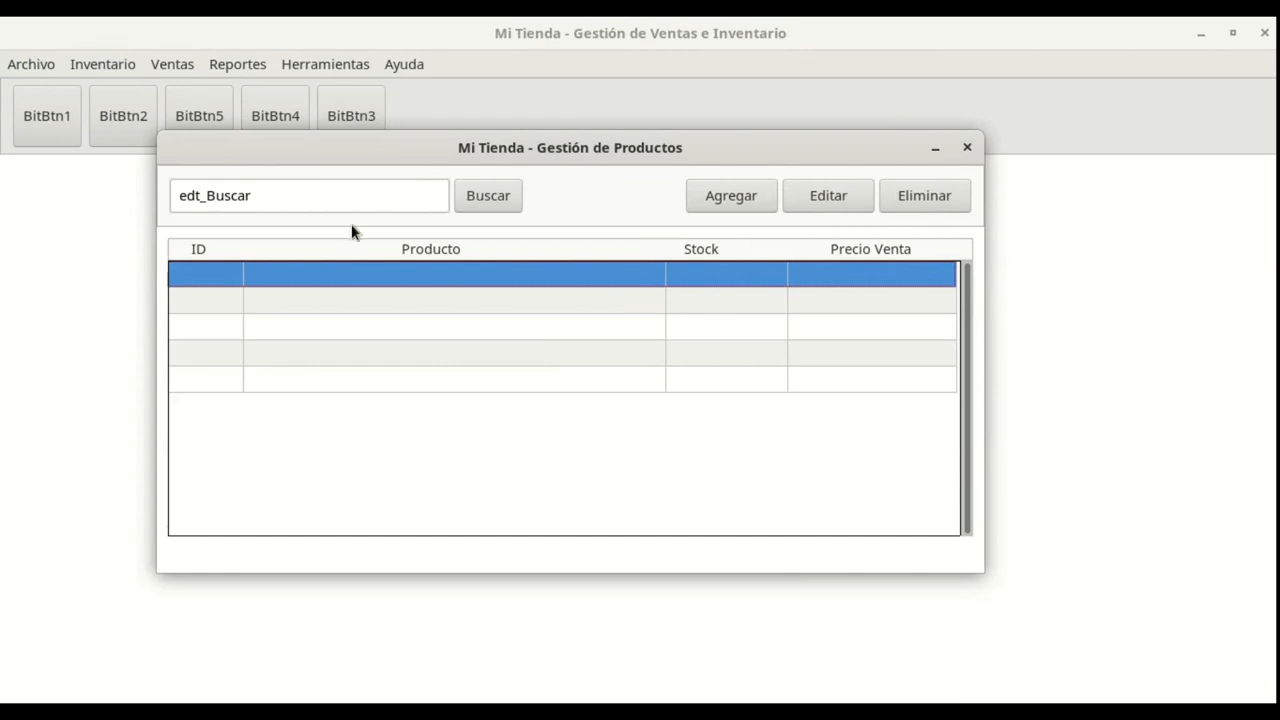 Mi Tienda - Gestión de Ventas e Inventario
Archivo Inventario Ventas Reportes Herramientas Ayuda
BitBtn1 BitBtn2 BitBtn5 BitBtn4 BitBtn3
Mi Tienda - Gestión de Productos
edt_Buscar Buscar Agregar Editar Eliminar
ID Producto Stock Precio Venta